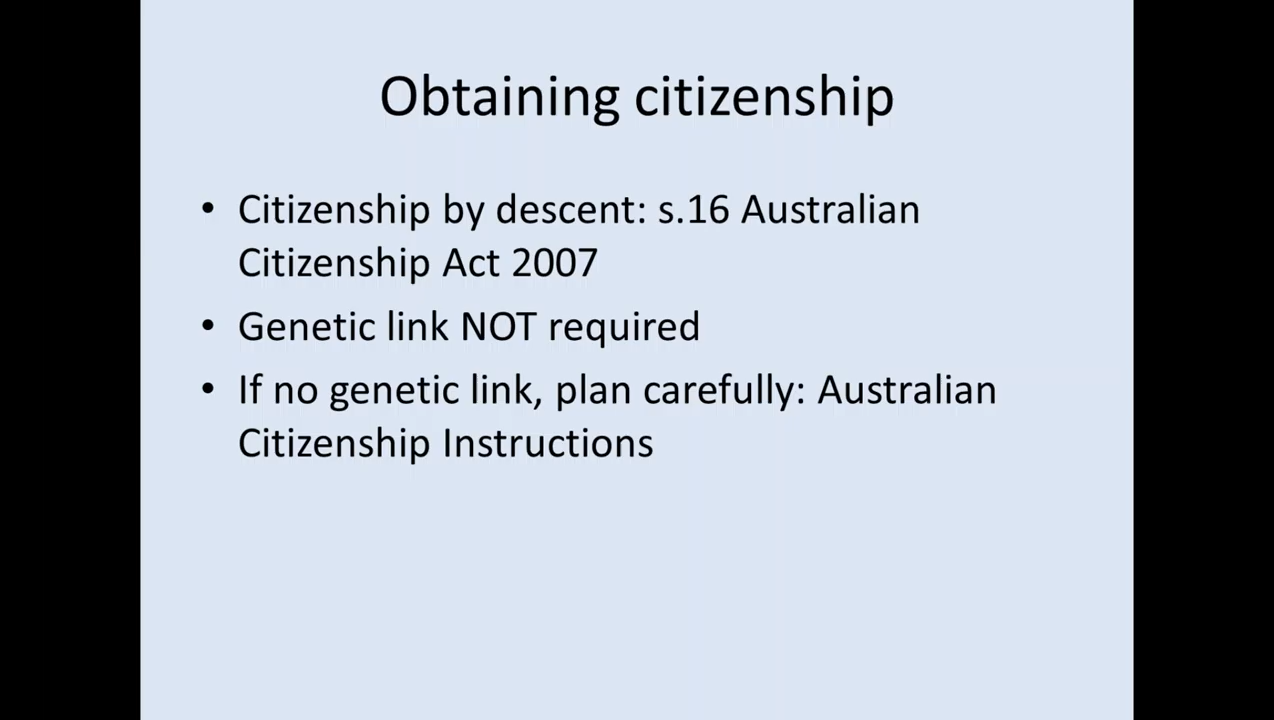 Obtaining citizenship
• Citizenship by descent: s.16 Australian
Citizenship Act 2007
• Genetic link NOT required
• If no genetic link, plan carefully: Australian
Citizenship Instructions